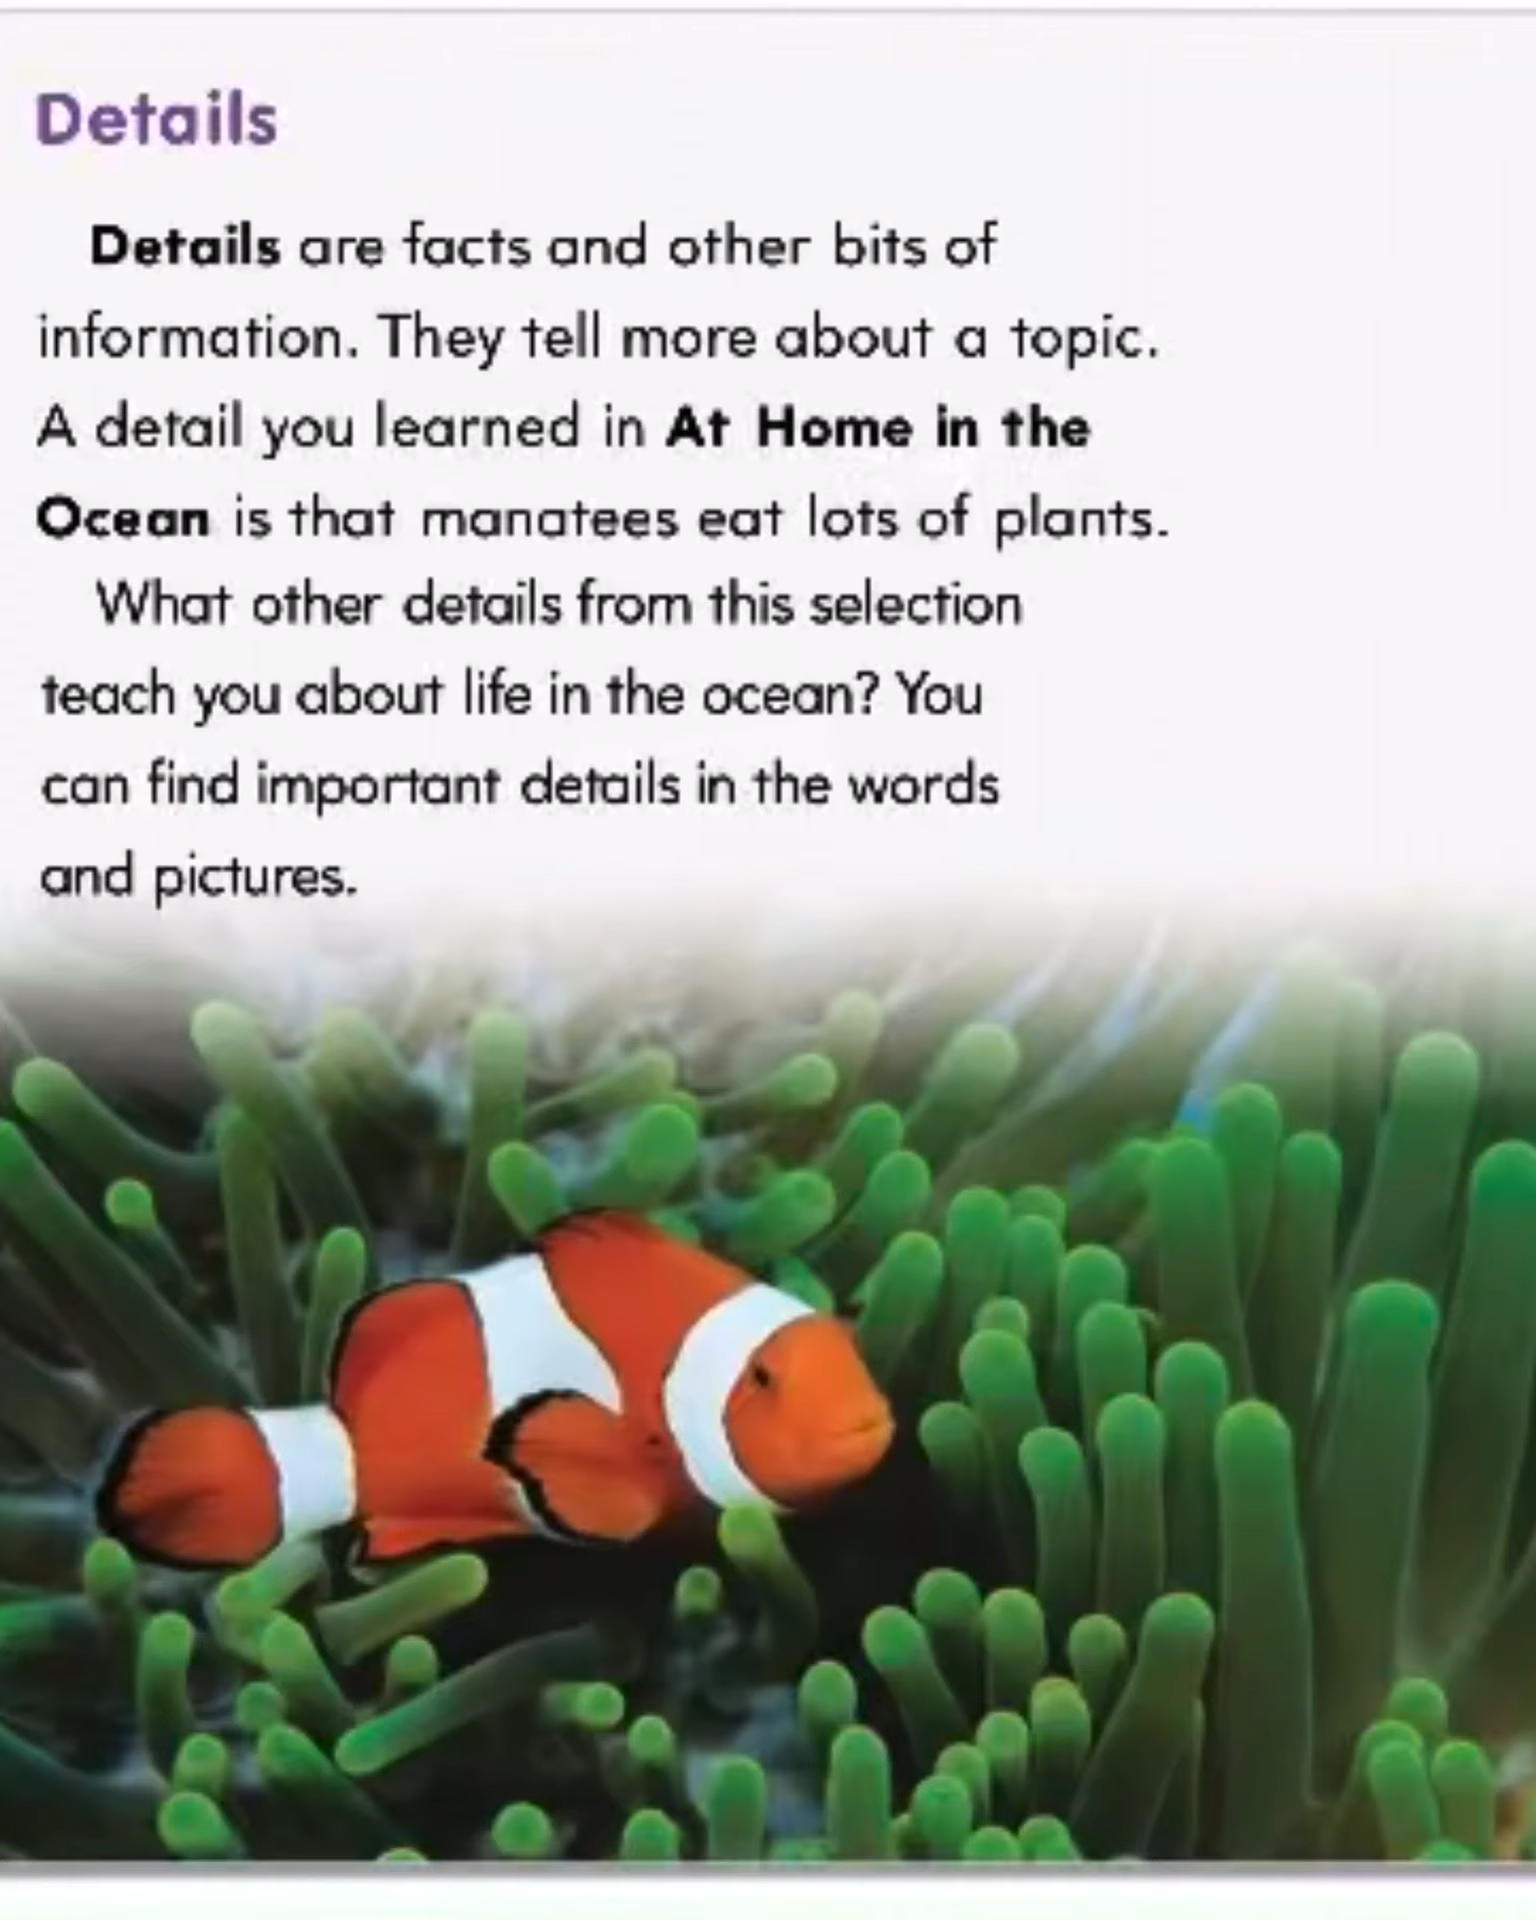 Details
Details are facts and other bits of
information. They tell more about a topic.
A detail you learned in At Home in the
Ocean is that manatees eat lots of plants.
What other details from this selection
teach you about life in the ocean? You
can find important details in the words
and pictures.